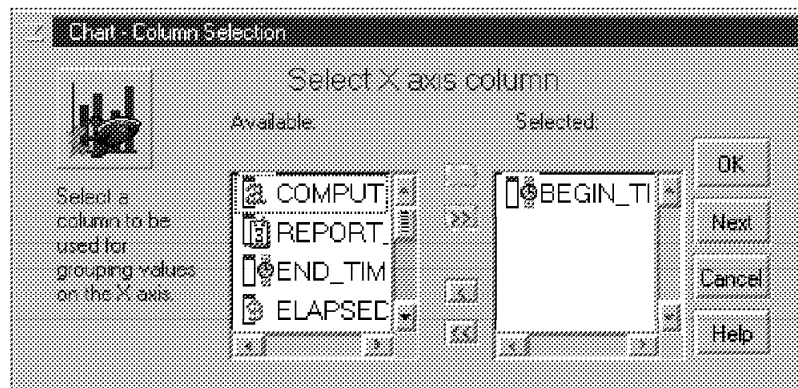 Chart - Column Selection
Select X axis column
Available:
Selected:
COMPUT
REPORT_
END_TIM
ELAPSED
>>
<
<<
BEGIN_TI
OK
Next
Cancel
Help
Select a
column to be
used for
grouping values
on the X axis.